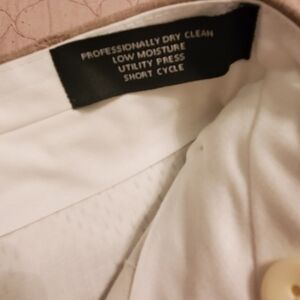 PROFESSIONALLY DRY CLEAN
LOW MOISTURE
UTILITY PRESS
SHORT CYCLE